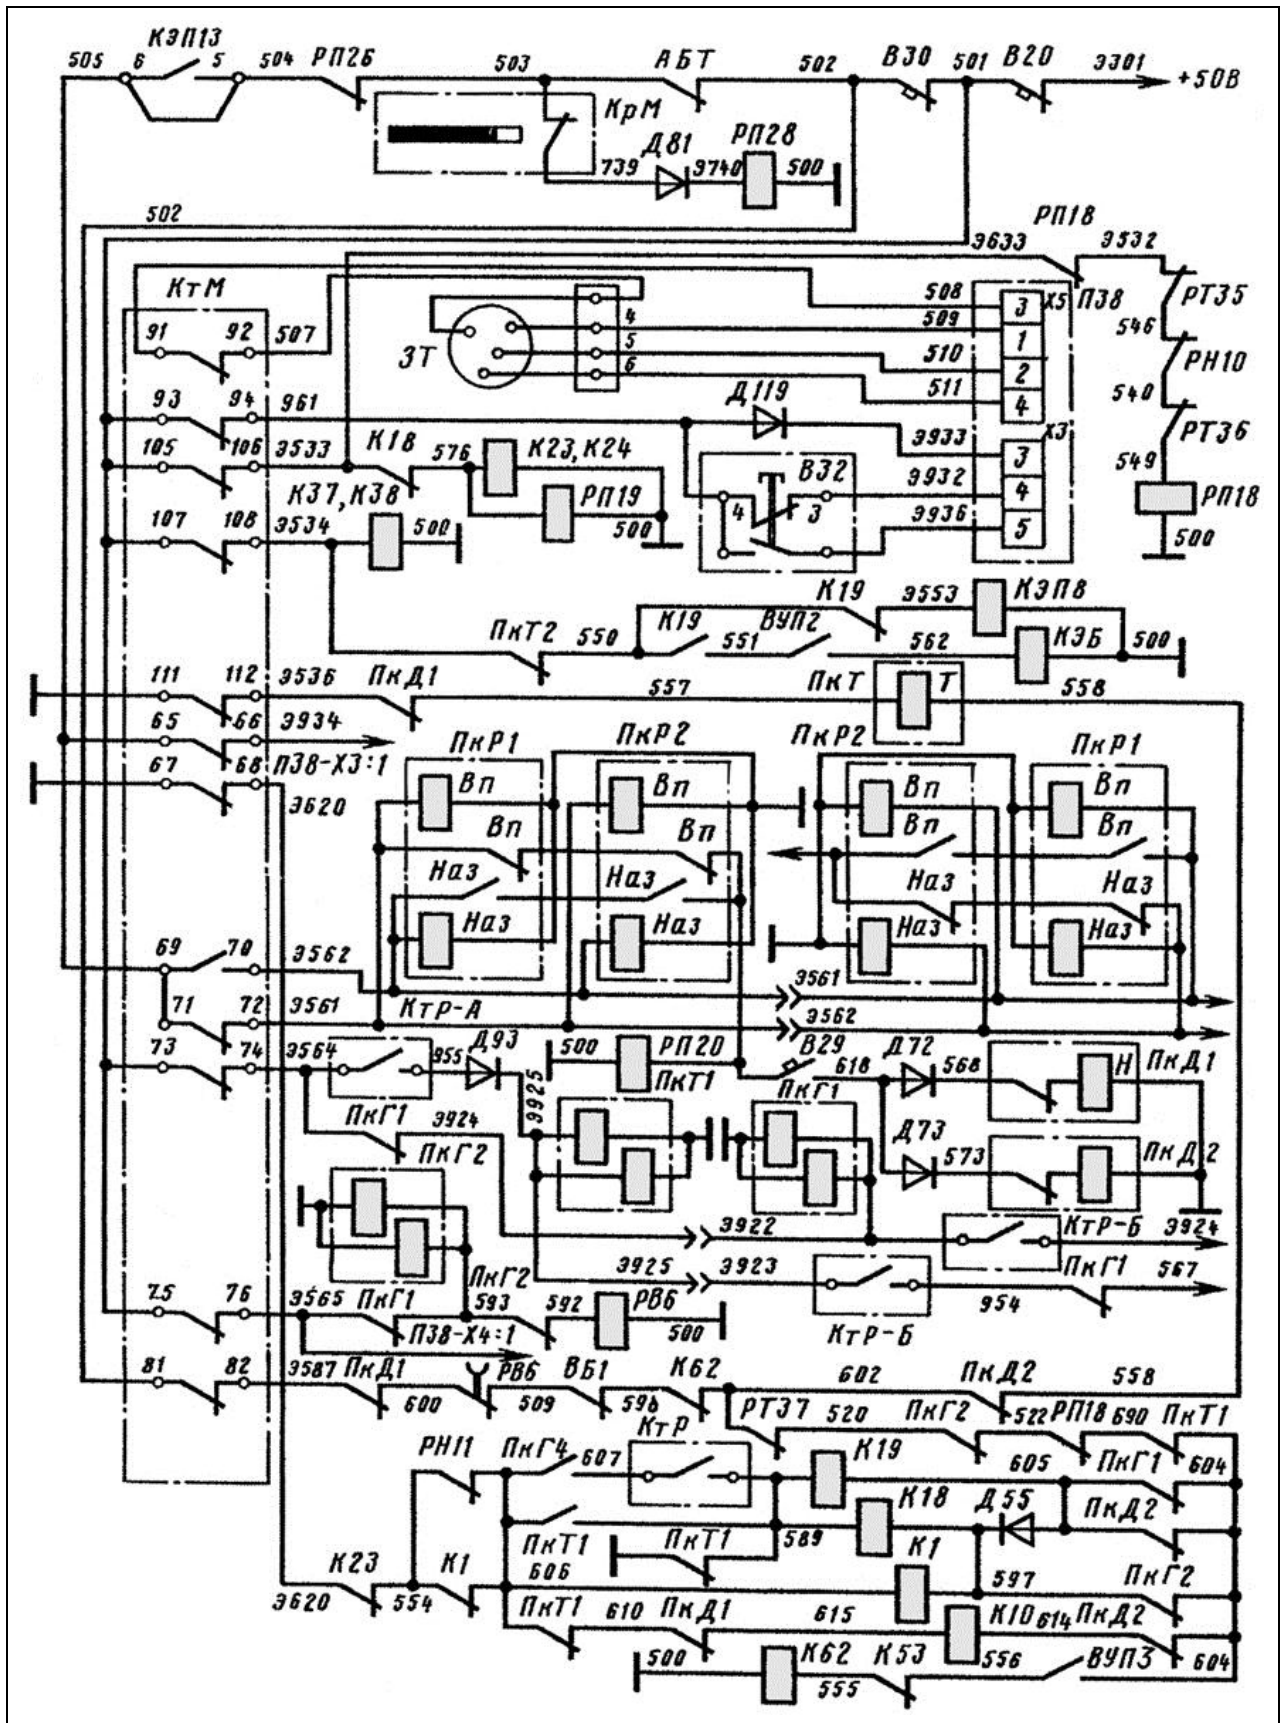 505 КЭП13 6 5 504 РП26 503 АБТ 502 В30 501 В20 Э301 +50В
КрМ
739 Д81 Э740 РП28 500
502
РП18
Э633 Э532
КтМ
91 92 507
ЗТ
4
5
6
508 3 Х5 П38
509 1
510 2
511 4
РТ35
546
РН10
540
РТ36
549
РП18
500
93 94 961 Д119 Э933 Х3 3
105 106 Э533 К18 576 К23,К24
В32 4 3 Э932 4
К37,К38 РП19 500
Э936 5
107 108 Э534 500
К19 Э553 КЭП8
ПкТ2 550 К19 551 ВУП2 562 КЭБ 500
111 112 Э536 ПкД1 557 ПкТ Т 558
65 66 Э934
67 68 П38-Х3:1
Э620
ПкР1 ПкР2 ПкР2 ПкР1
Вп Вп Вп Вп
Вп Вп Вп Вп
Наз Наз Наз Наз
Наз Наз Наз Наз
69 70 Э562 Э561
71 72 Э561 КтР-А Э562
73 74 Э564 955 Д93 500 РП20 В29 618 Д72 568 Н ПкД1
Э925 ПкТ1 ПкГ1
ПкГ1 Э924 Д73 573 ПкД2
ПкГ2
Э922 КтР-Б Э924
Э925 Э923 954 ПкГ1 567
КтР-Б
75 76 Э565 ПкГ1 ПкГ2 593 592 РВ6 500
П38-Х4:1
81 82 Э587 ПкД1 600 РВ6 509 ВБ1 596 К62 602 ПкД2 558
РТ37 520 ПкГ2 522 РП18 690 ПкТ1
РН11 ПкГ4 607 КтР К19 605 ПкГ1 604
К18 Д55 ПкД2
ПкТ1 ПкТ1 589
К23 К1 606 К1 597 ПкГ2
Э620 554
ПкТ1 610 ПкД1 615 К10 614 ПкД2
500 К62 555 К53 556 ВУП3 604